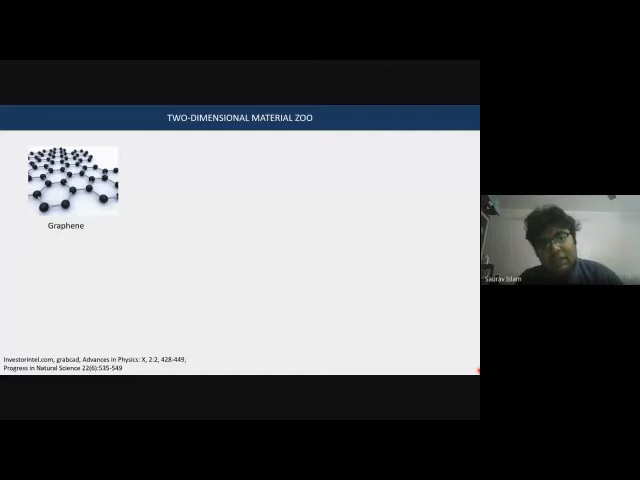 TWO-DIMENSIONAL MATERIAL ZOO
Graphene
Saurav Islam
Investorintel.com, grabcad, Advances in Physics: X, 2:2, 428-449,
Progress in Natural Science 22(6):535-549